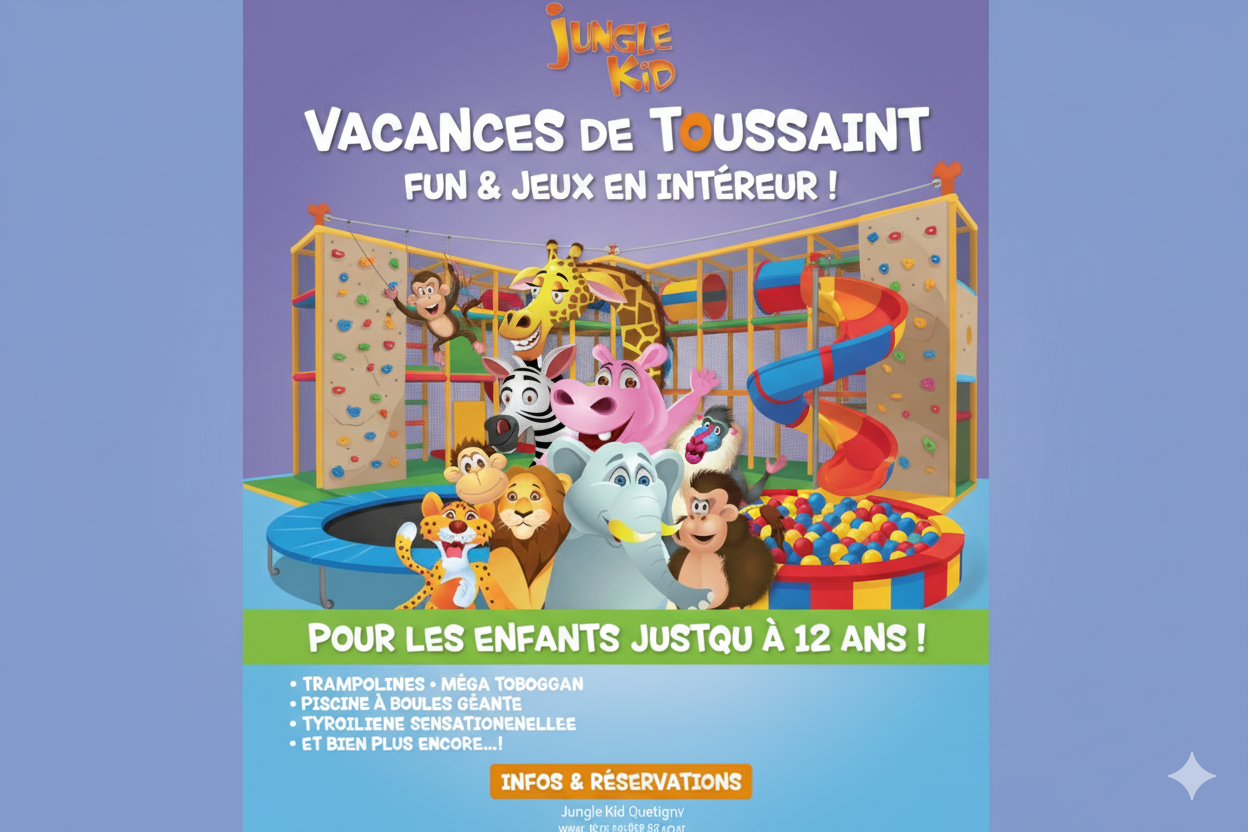 JUNGLE
KiD
VACANCES DE TOUSSAINT
FUN & JEUX EN INTÉREUR !
POUR LES ENFANTS JUSTQU À 12 ANS !
• TRAMPOLINES • MÉGA TOBOGGAN
• PISCINE À BOULES GÉANTE
• TYROILIENE SENSATIONENELLEE
• ET BIEN PLUS ENCORE...!
INFOS & RÉSERVATIONS
Jungle Kid Quetigny